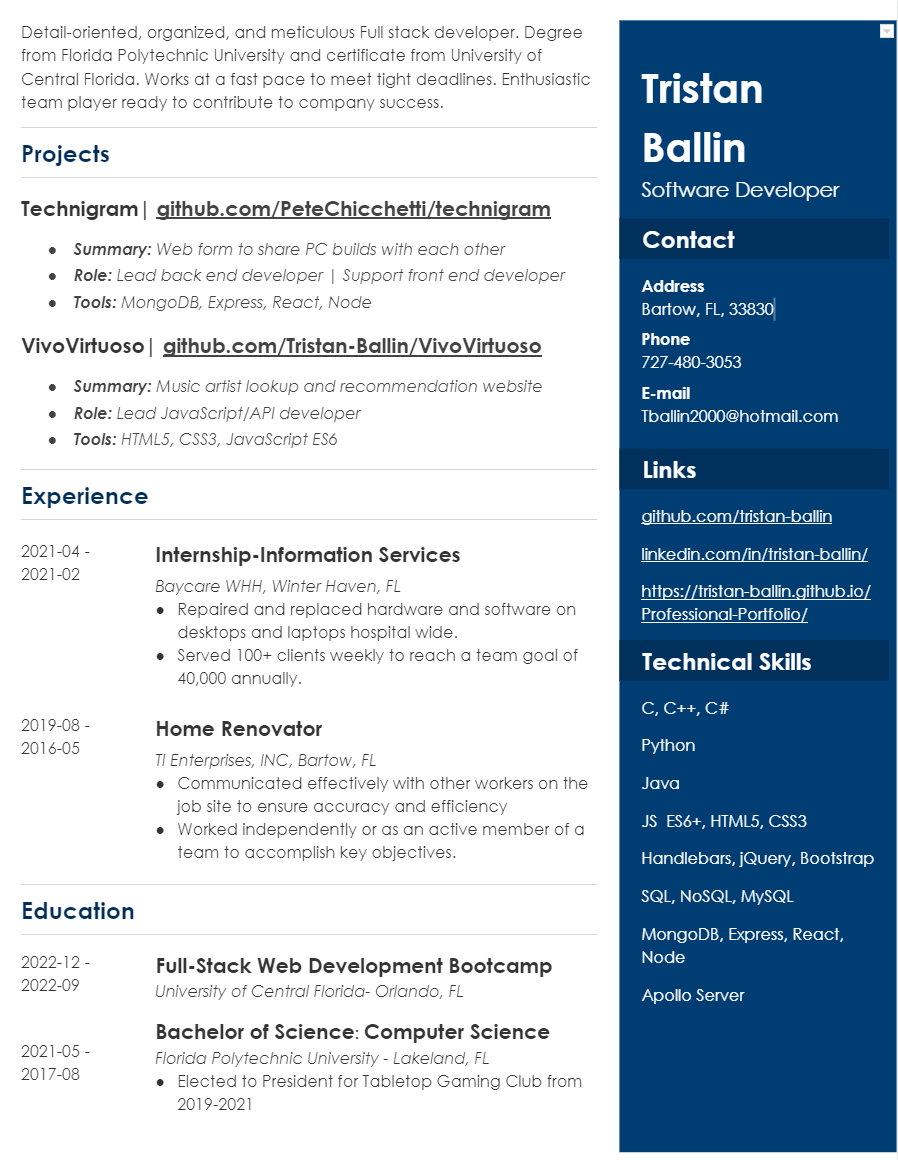 Detail-oriented, organized, and meticulous Full stack developer. Degree
from Florida Polytechnic University and certificate from University of
Central Florida. Works at a fast pace to meet tight deadlines. Enthusiastic
team player ready to contribute to company success.
Projects
Technigram| github.com/PeteChicchetti/technigram
● Summary: Web form to share PC builds with each other
● Role: Lead back end developer | Support front end developer
● Tools: MongoDB, Express, React, Node
VivoVirtuoso| github.com/Tristan-Ballin/VivoVirtuoso
● Summary: Music artist lookup and recommendation website
● Role: Lead JavaScript/API developer
● Tools: HTML5, CSS3, JavaScript ES6
Experience
2021-04 -
2021-02
Internship-Information Services
Baycare WHH, Winter Haven, FL
● Repaired and replaced hardware and software on
desktops and laptops hospital wide.
● Served 100+ clients weekly to reach a team goal of
40,000 annually.
2019-08 -
2016-05
Home Renovator
TI Enterprises, INC, Bartow, FL
● Communicated effectively with other workers on the
job site to ensure accuracy and efficiency
● Worked independently or as an active member of a
team to accomplish key objectives.
Education
2022-12 -
2022-09
Full-Stack Web Development Bootcamp
University of Central Florida- Orlando, FL
2021-05 -
2017-08
Bachelor of Science: Computer Science
Florida Polytechnic University - Lakeland, FL
● Elected to President for Tabletop Gaming Club from
2019-2021
Tristan
Ballin
Software Developer
Contact
Address
Bartow, FL, 33830
Phone
727-480-3053
E-mail
Tballin2000@hotmail.com
Links
github.com/tristan-ballin
linkedin.com/in/tristan-ballin/
https://tristan-ballin.github.io/
Professional-Portfolio/
Technical Skills
C, C++, C#
Python
Java
JS ES6+, HTML5, CSS3
Handlebars, jQuery, Bootstrap
SQL, NoSQL, MySQL
MongoDB, Express, React,
Node
Apollo Server